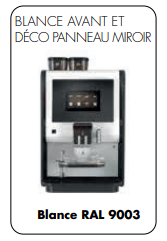 BLANCE AVANT ET
DÉCO PANNEAU MIROIR
Blance RAL 9003